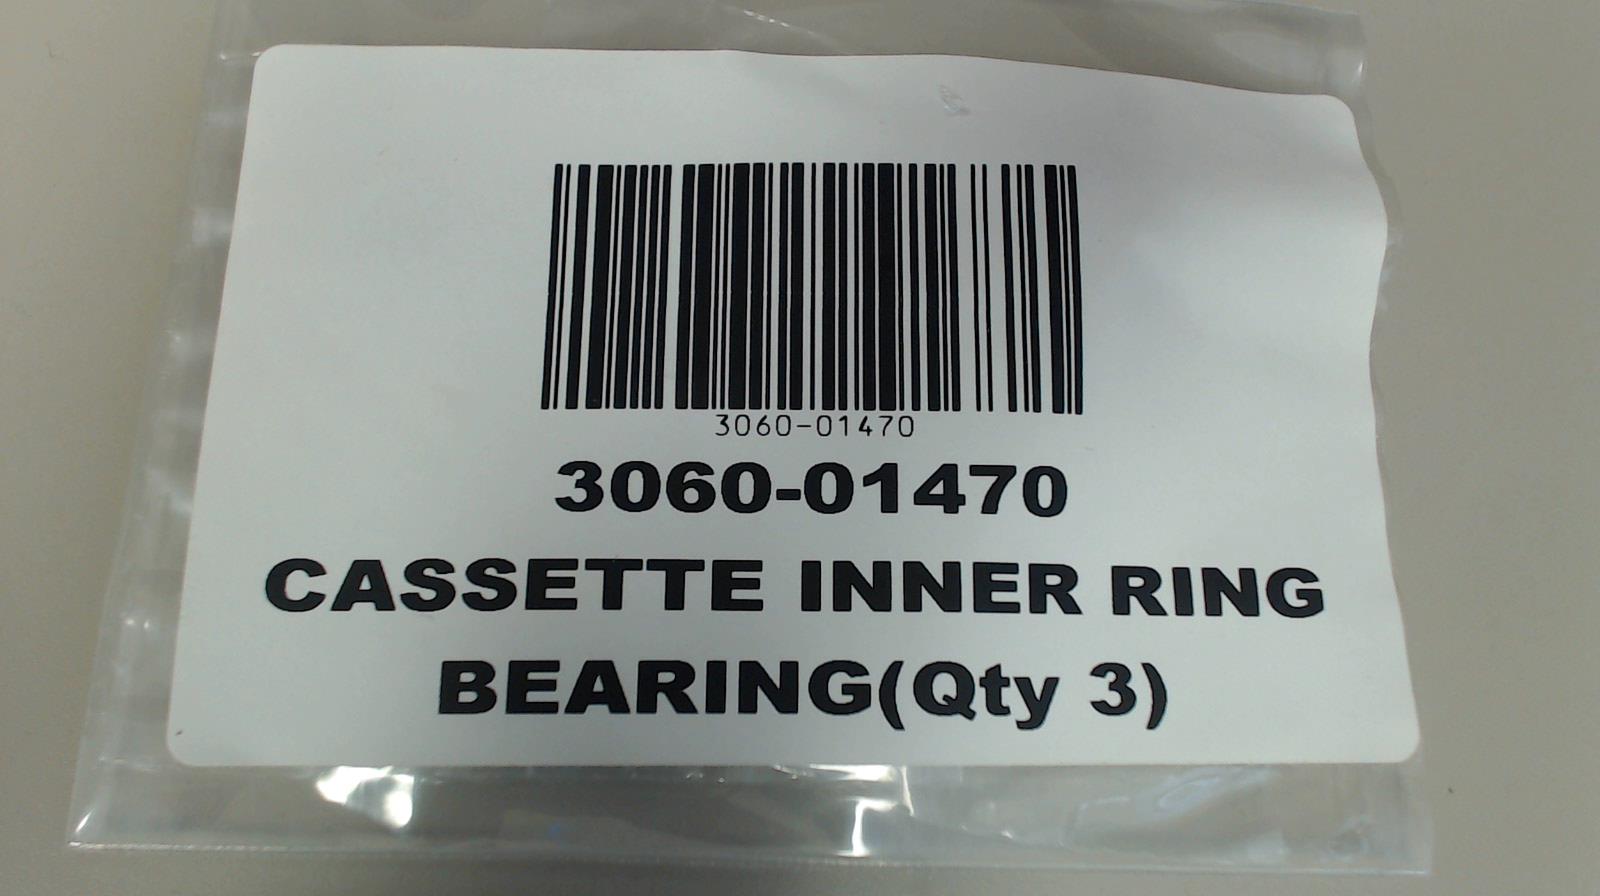 3060-01470
3060-01470
CASSETTE INNER RING
BEARING(Qty 3)